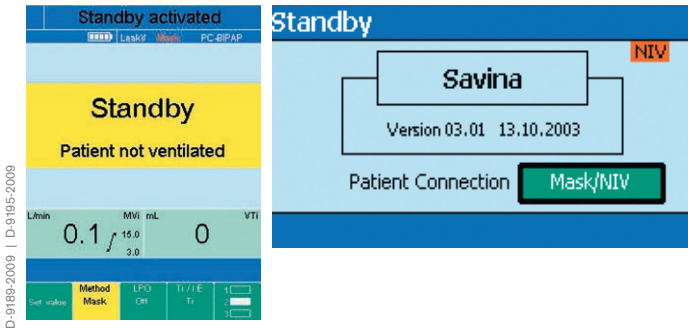 Standby activated
Leak% Mask PC-BIPAP
Standby
Patient not ventilated
L/min MVi mL VTi
0.1 15.0 0
3.0
Set value Method LPO Ti / I:E 1
Mask Off Ti 2
3
Standby
NIV
Savina
Version 03.01 13.10.2003
Patient Connection Mask/NIV
D-9189-2009 | D-9195-2009